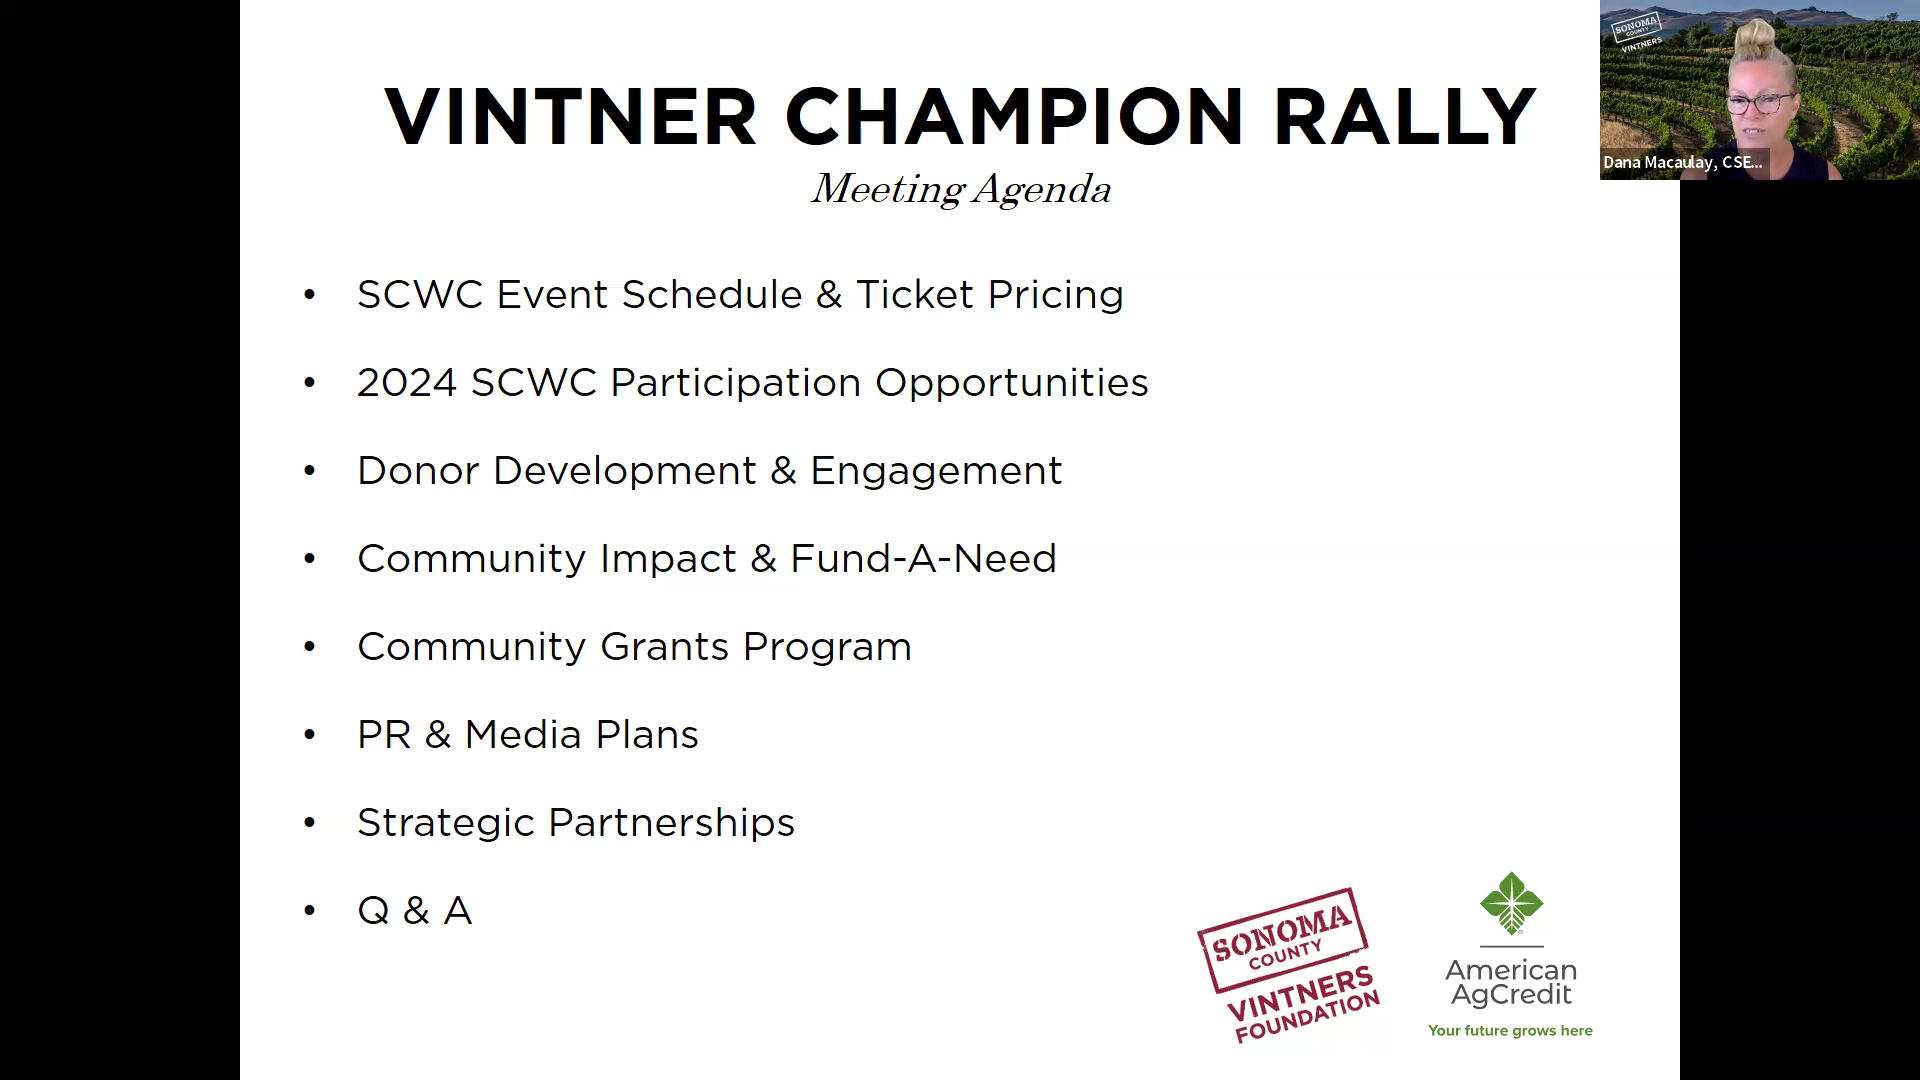 VINTNER CHAMPION RALLY
Meeting Agenda
• SCWC Event Schedule & Ticket Pricing
• 2024 SCWC Participation Opportunities
• Donor Development & Engagement
• Community Impact & Fund-A-Need
• Community Grants Program
• PR & Media Plans
• Strategic Partnerships
• Q & A
SONOMA
COUNTY
VINTNERS
FOUNDATION
American
AgCredit
Your future grows here
SONOMA
COUNTY
VINTNERS
Dana Macaulay, CSE...